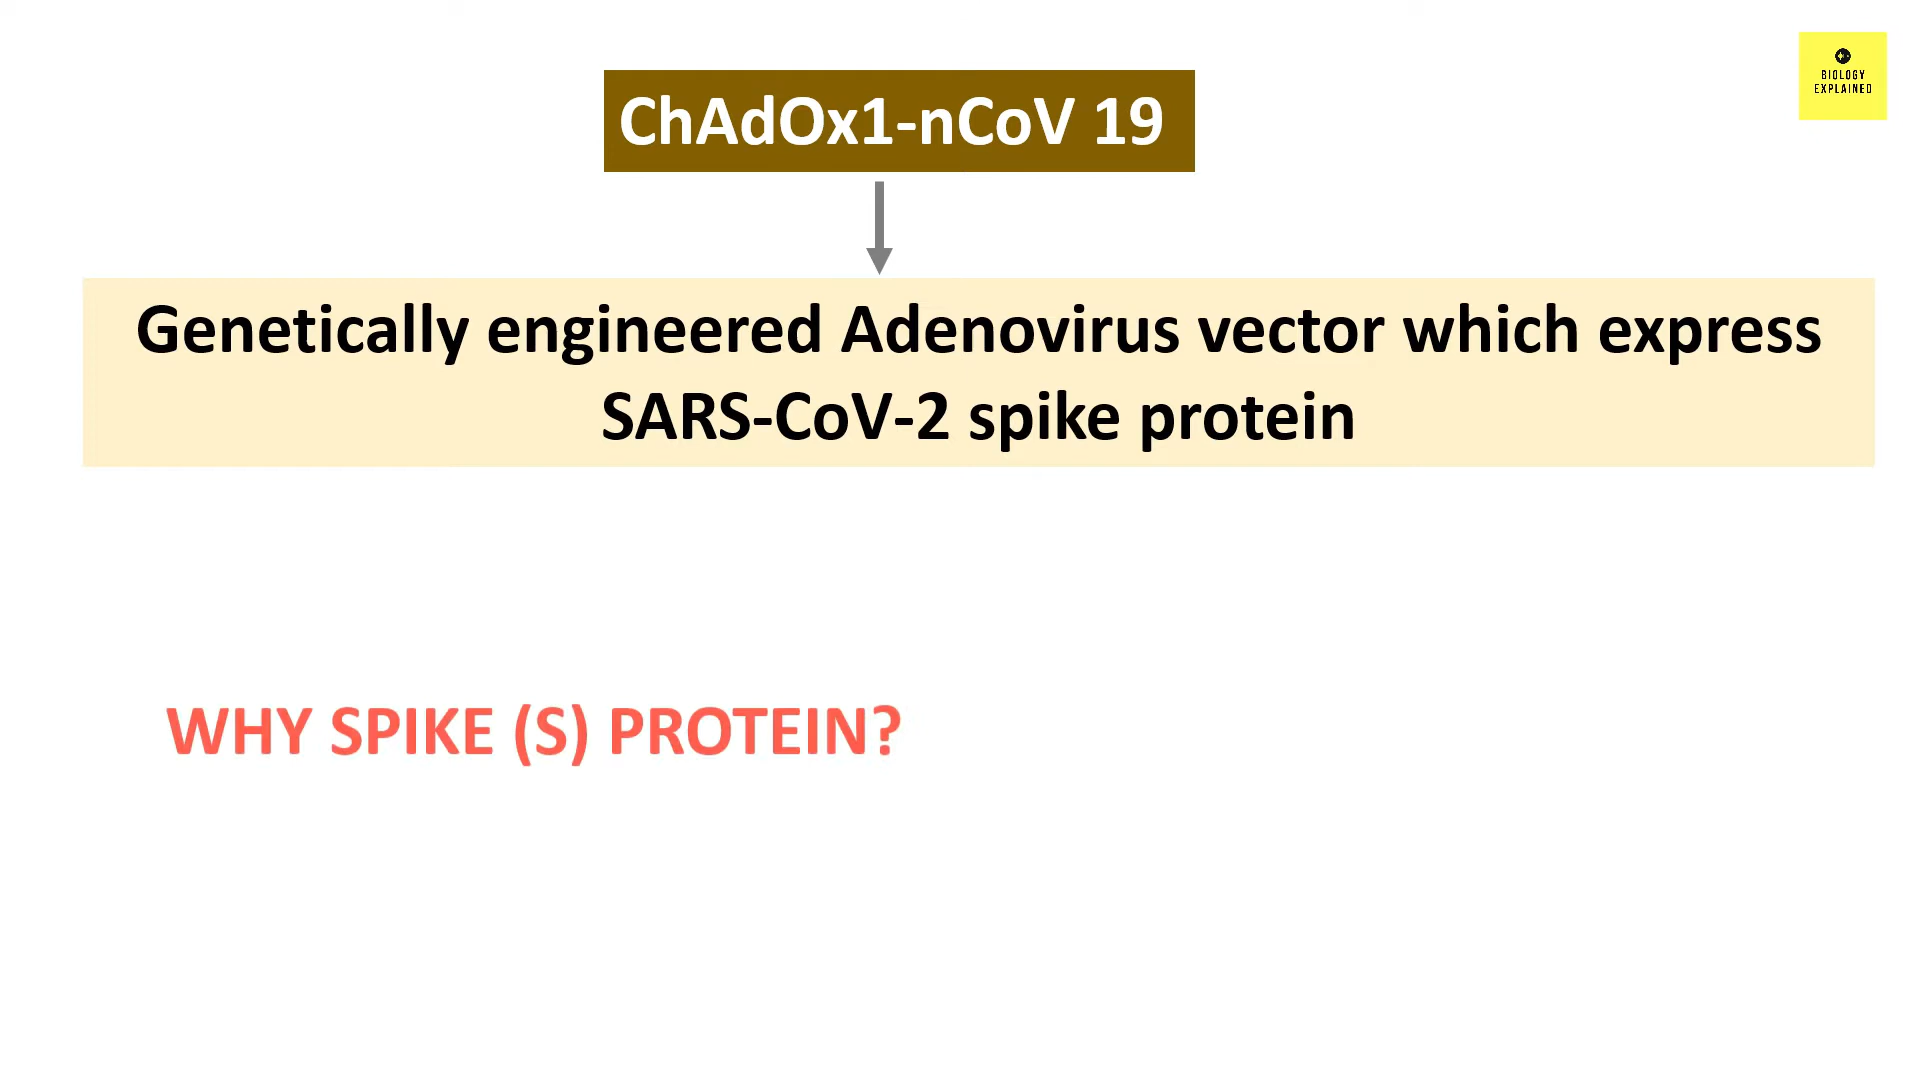 BIOLOGY
EXPLAINED
ChAdOx1-nCoV 19
Genetically engineered Adenovirus vector which express
SARS-CoV-2 spike protein
WHY SPIKE (S) PROTEIN?